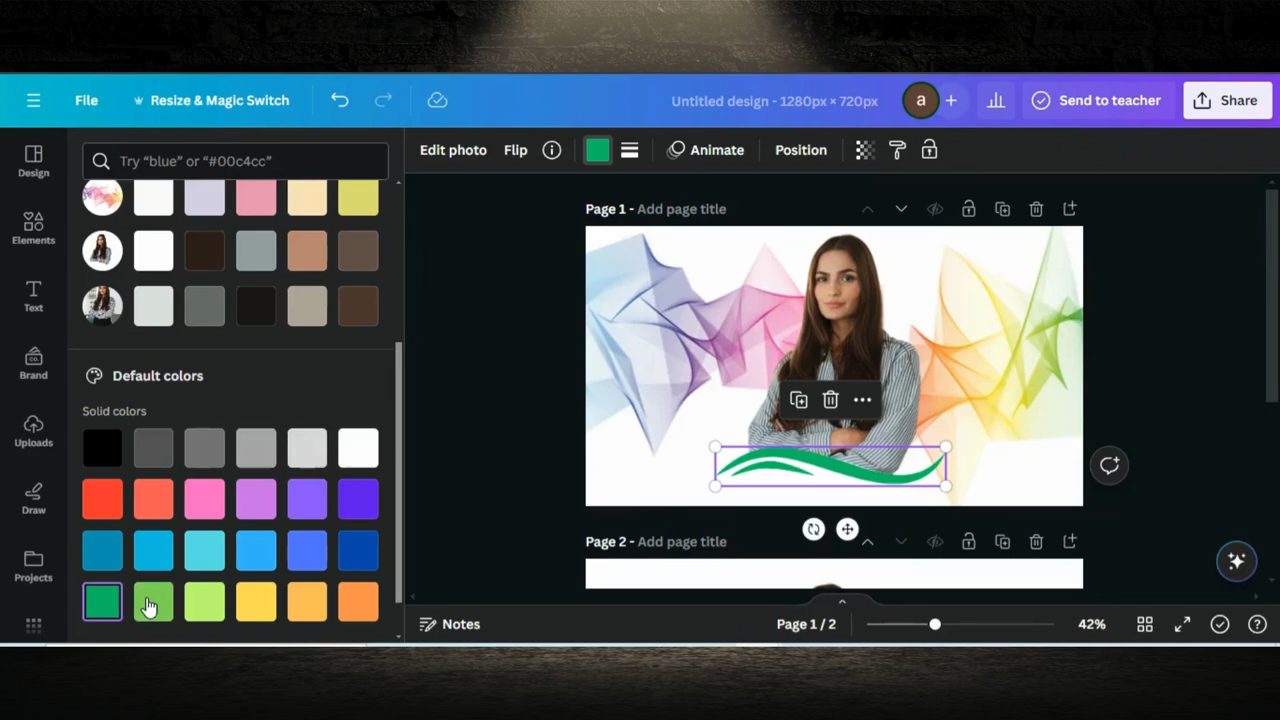 File
Resize & Magic Switch
Untitled design - 1280px × 720px
a
Send to teacher
Share
Design
Elements
Text
Brand
CO.
Uploads
Draw
Projects
Try “blue” or “#00c4cc”
Default colors
Solid colors
Edit photo
Flip
Animate
Position
Page 1 - Add page title
Page 2 - Add page title
Notes
Page 1 / 2
42%